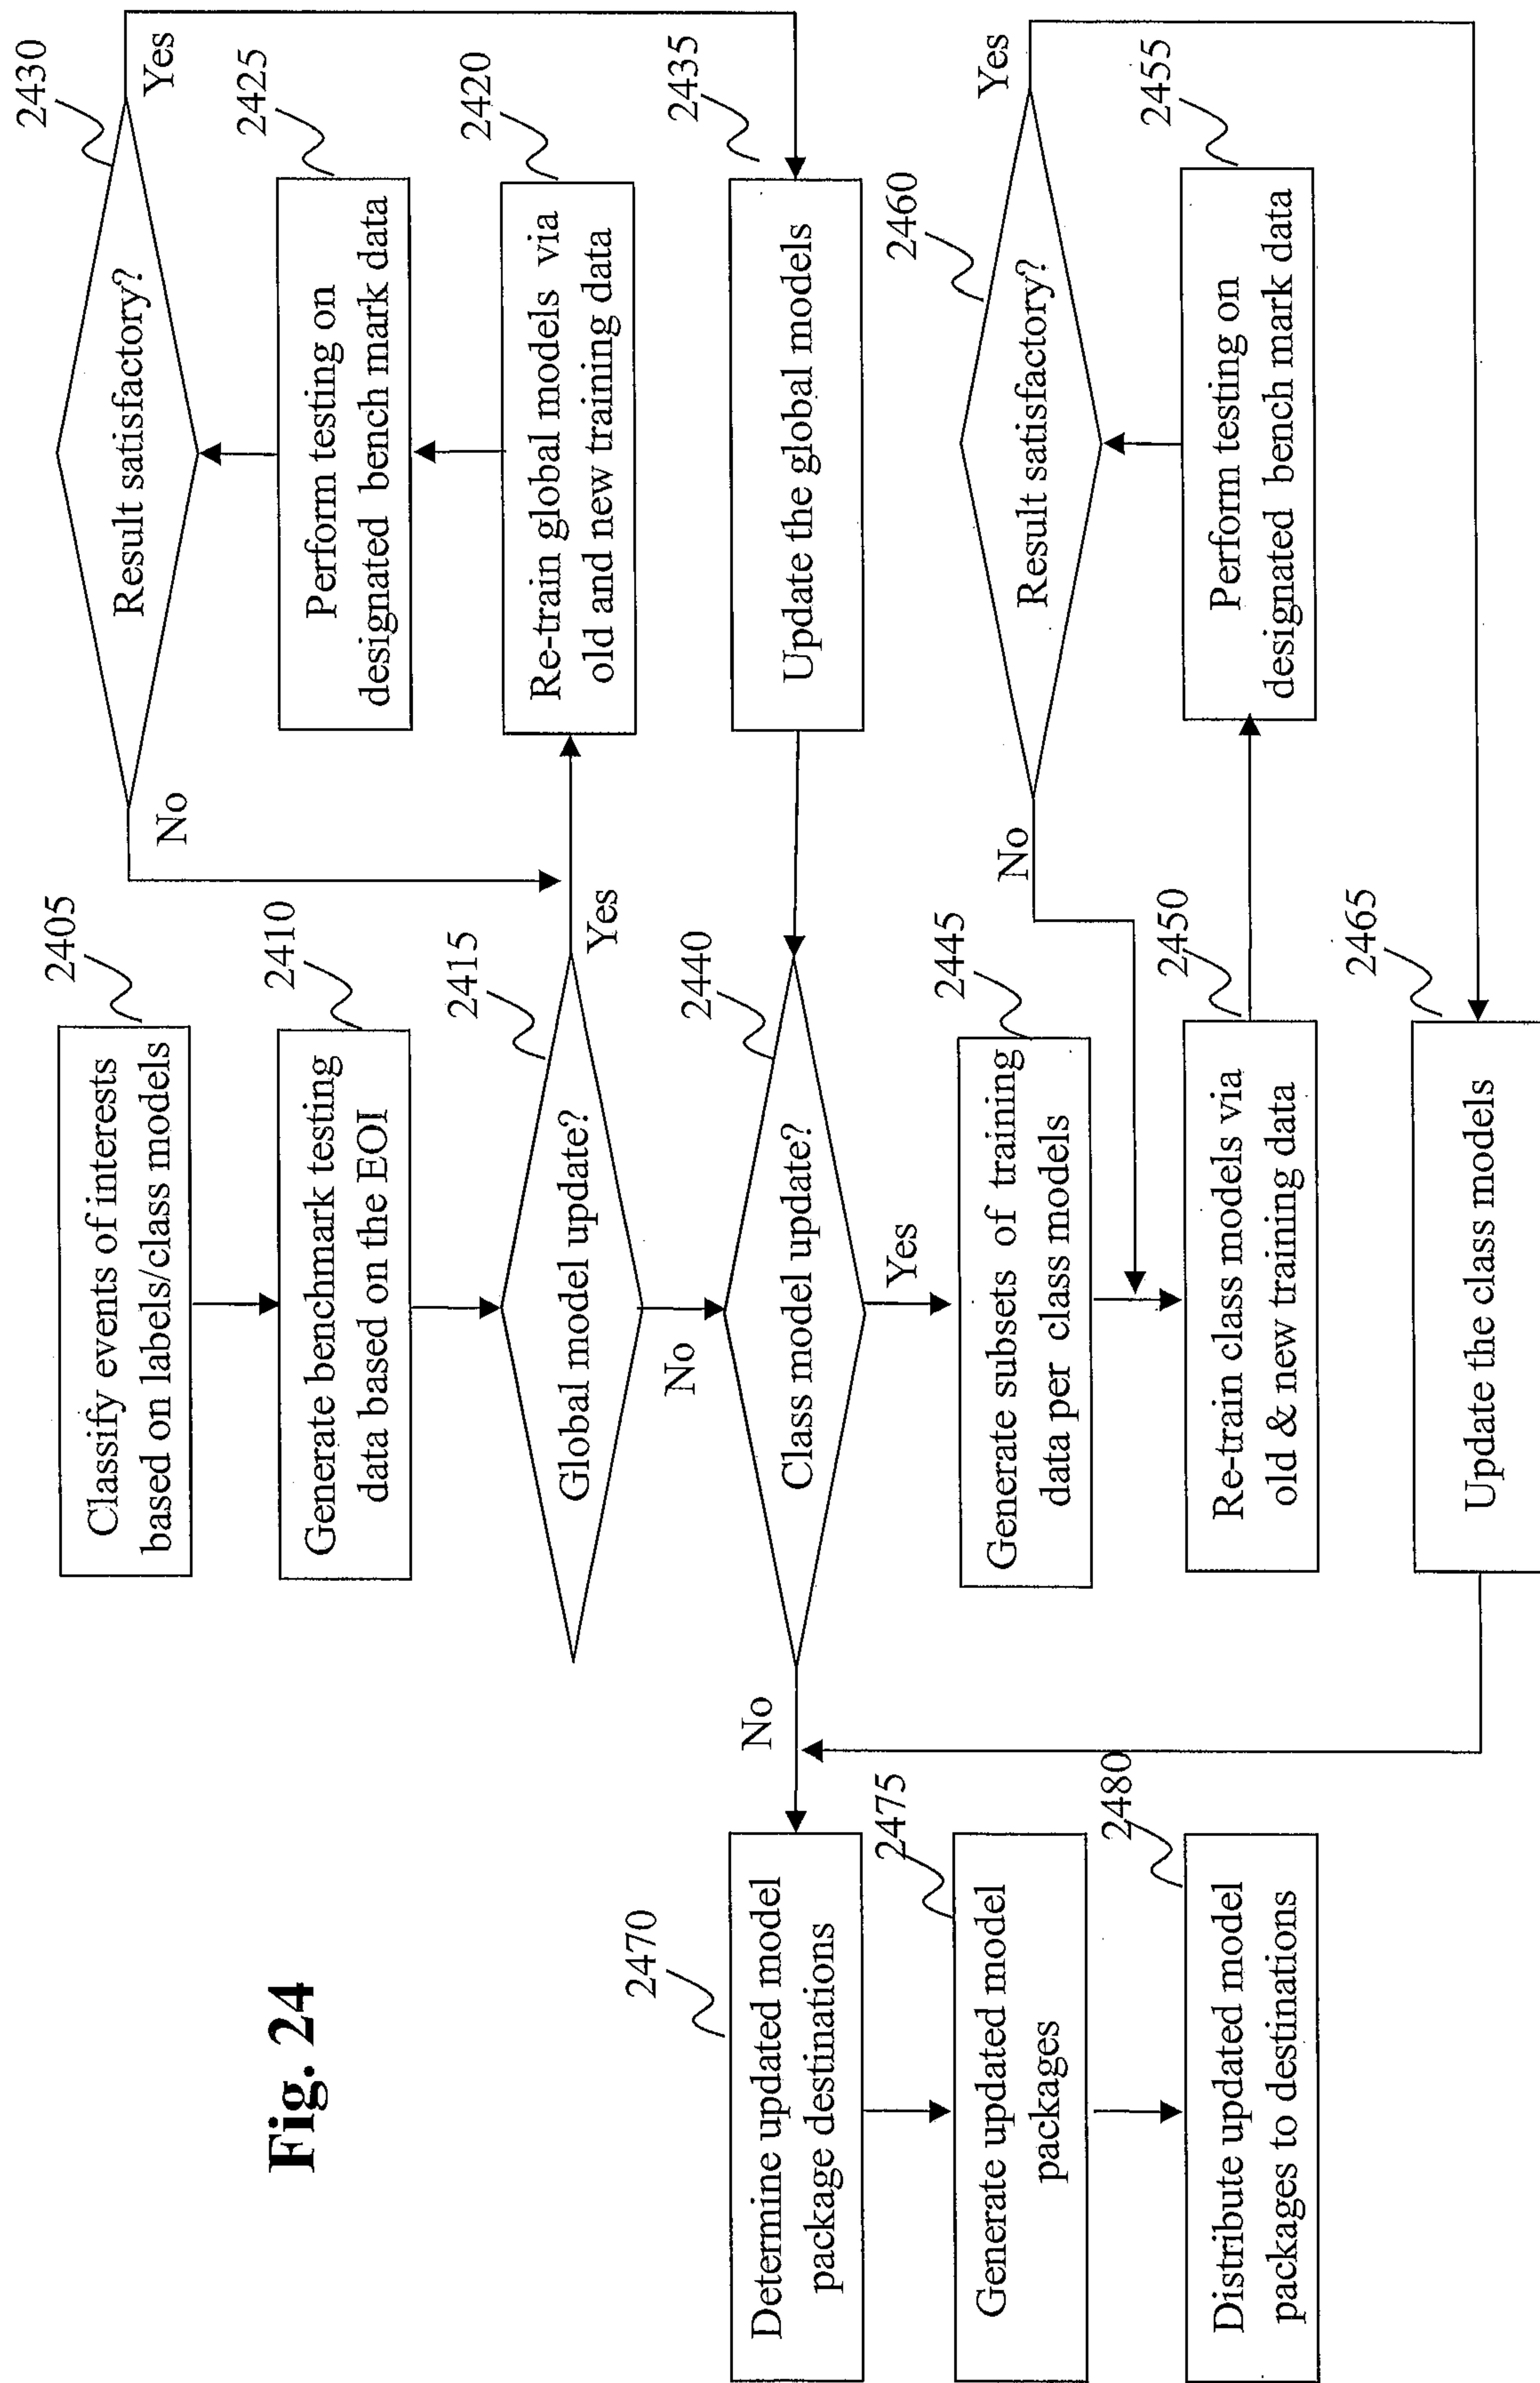 2405
Classify events of interests
based on labels/class models
2410
Generate benchmark testing
data based on the EOI
2415
Global model update?
Yes
No
2430
Result satisfactory?
Yes
No
2425
Perform testing on
designated bench mark data
2420
Re-train global models via
old and new training data
2435
Update the global models
2440
Class model update?
No
Yes
2445
Generate subsets of training
data per class models
2450
Re-train class models via
old & new training data
2460
Result satisfactory?
Yes
No
2455
Perform testing on
designated bench mark data
2465
Update the class models
2470
Determine updated model
package destinations
2475
Generate updated model
packages
2480
Distribute updated model
packages to destinations
Fig. 24